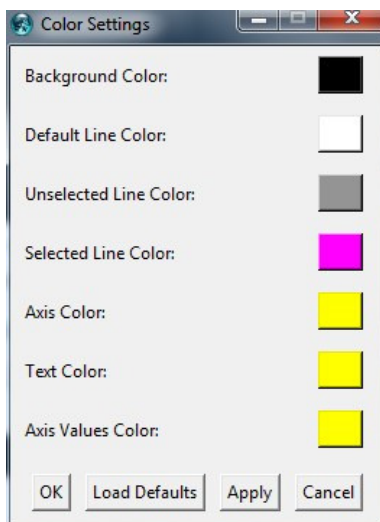 Color Settings
Background Color:
Default Line Color:
Unselected Line Color:
Selected Line Color:
Axis Color:
Text Color:
Axis Values Color:
OK Load Defaults Apply Cancel